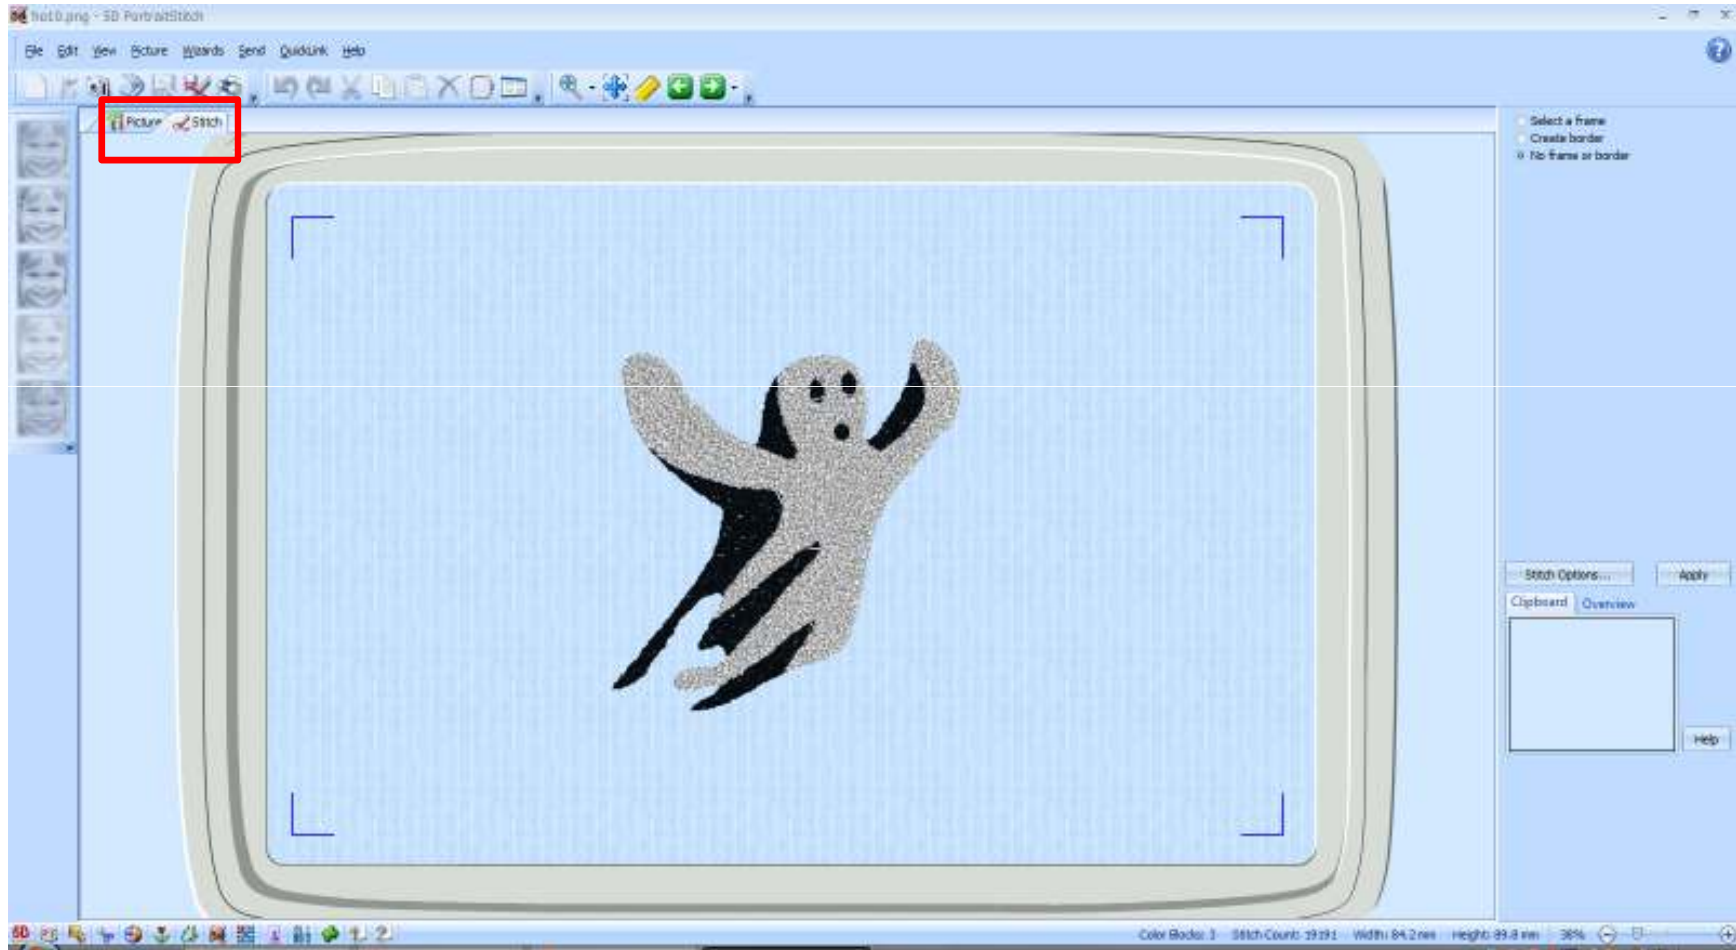 5D PortraitStitch
File Edit View Picture Wizards Send QuickLink Help
Picture Stitch
Select a frame
Create border
No frame or border
Stitch Options... Apply
Clipboard Overview
Help
5D
Color Blocks: 3 Stitch Count: 19191 Width: 84.2 mm Height: 89.8 mm 38%